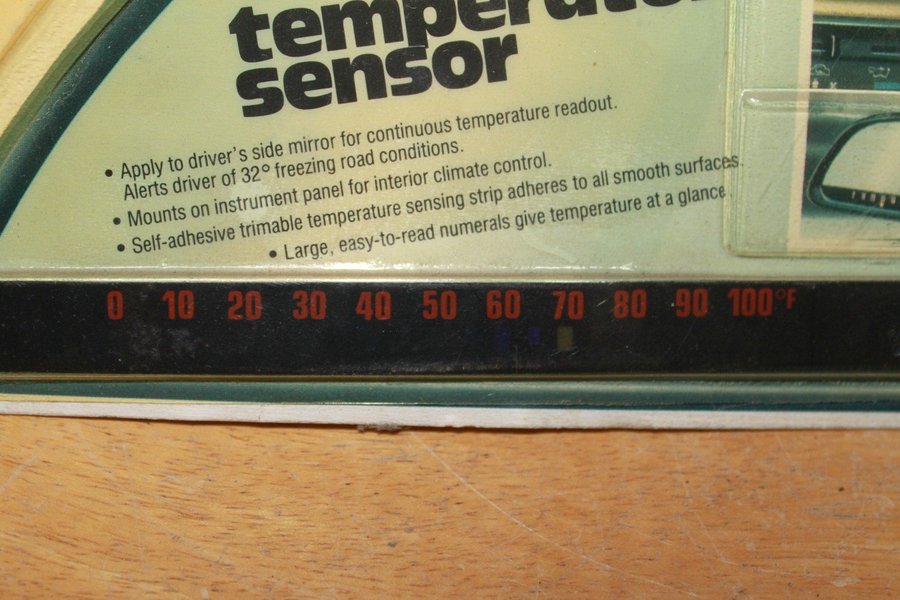 temperature
sensor
• Apply to driver's side mirror for continuous temperature readout.
Alerts driver of 32° freezing road conditions.
• Mounts on instrument panel for interior climate control.
• Self-adhesive trimable temperature sensing strip adheres to all smooth surfaces.
• Large, easy-to-read numerals give temperature at a glance.
0 10 20 30 40 50 60 70 80 90 100°F